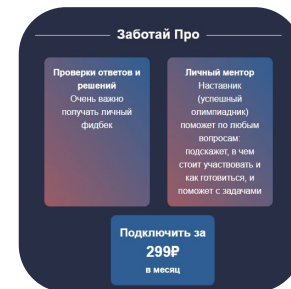 Заботай Про
Проверки ответов и
решений
Очень важно
получать личный
фидбек
Личный ментор
Наставник
(успешный
олимпиадник)
поможет по любым
вопросам:
подскажет, в чем
стоит участвовать и
как готовиться, и
поможет с задачами
Подключить за
299₽
в месяц